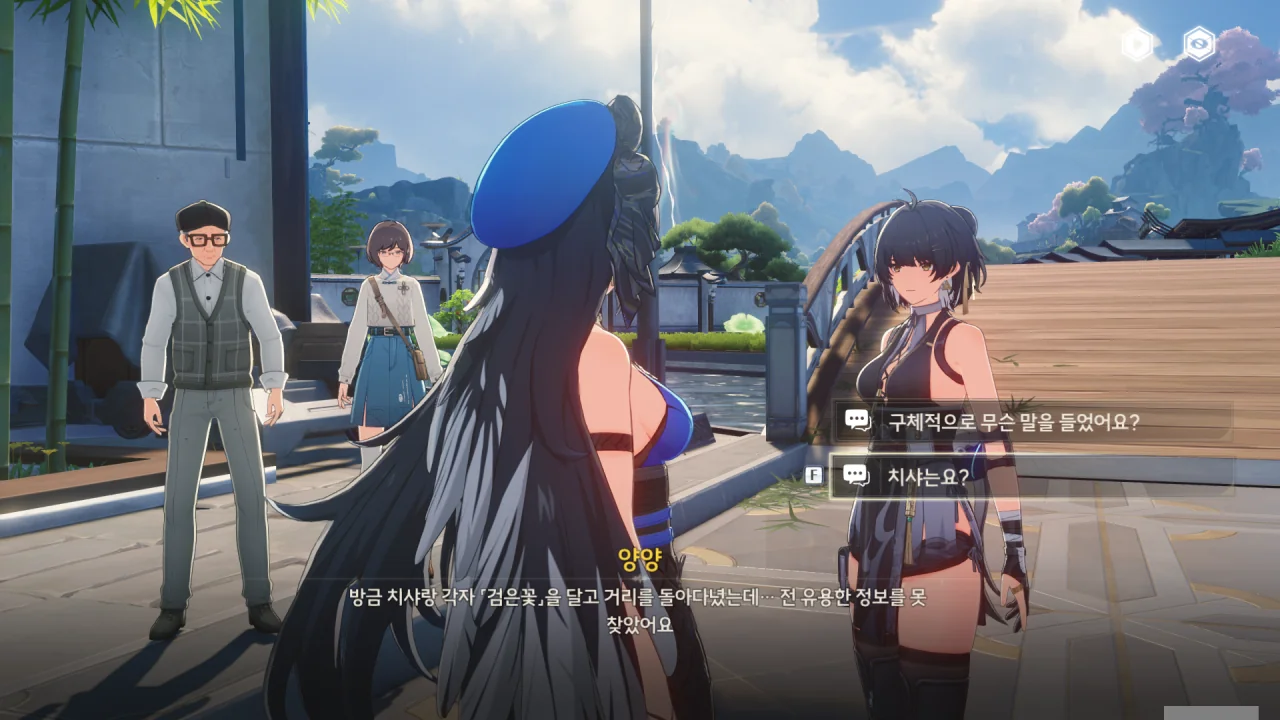 구체적으로 무슨 말을 들었어요?
F
치샤는요?
양양
방금 치샤랑 각자 「검은꽃」을 달고 거리를 돌아다녔는데… 전 유용한 정보를 못
찾았어요